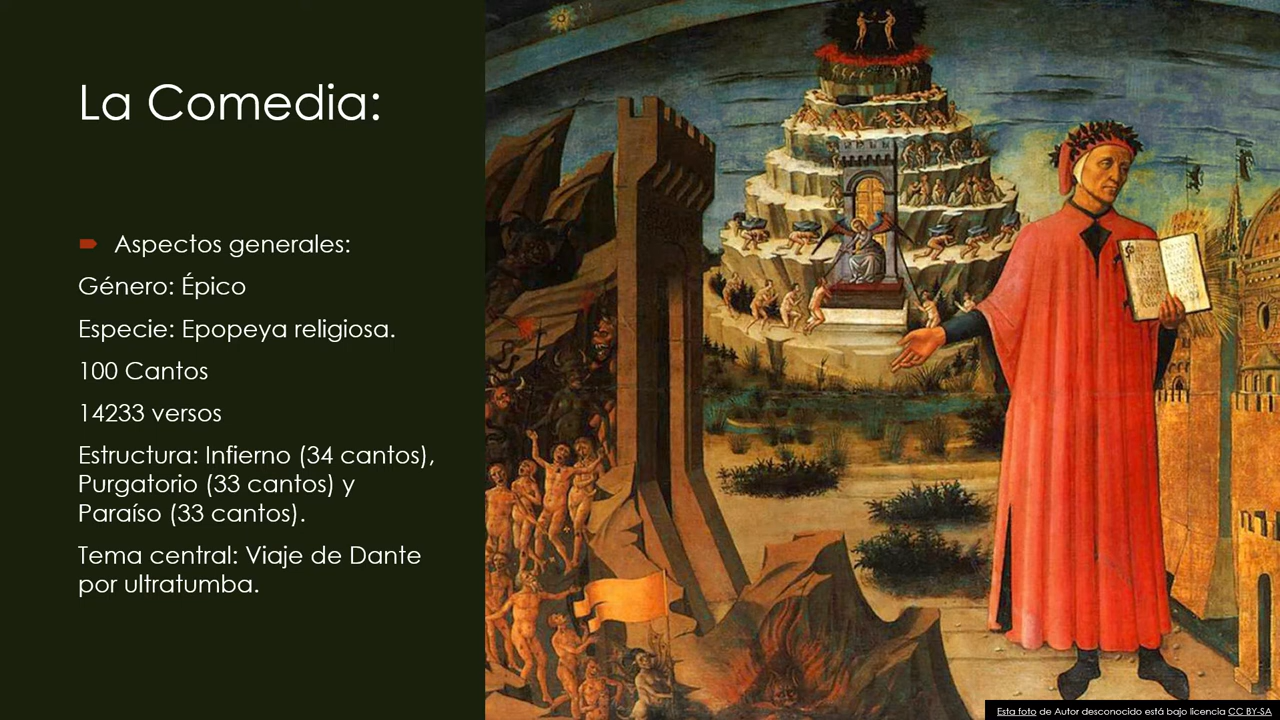 La Comedia:
Aspectos generales:
Género: Épico
Especie: Epopeya religiosa.
100 Cantos
14233 versos
Estructura: Infierno (34 cantos),
Purgatorio (33 cantos) y
Paraíso (33 cantos).
Tema central: Viaje de Dante
por ultratumba.
Esta foto de Autor desconocido está bajo licencia CC BY-SA